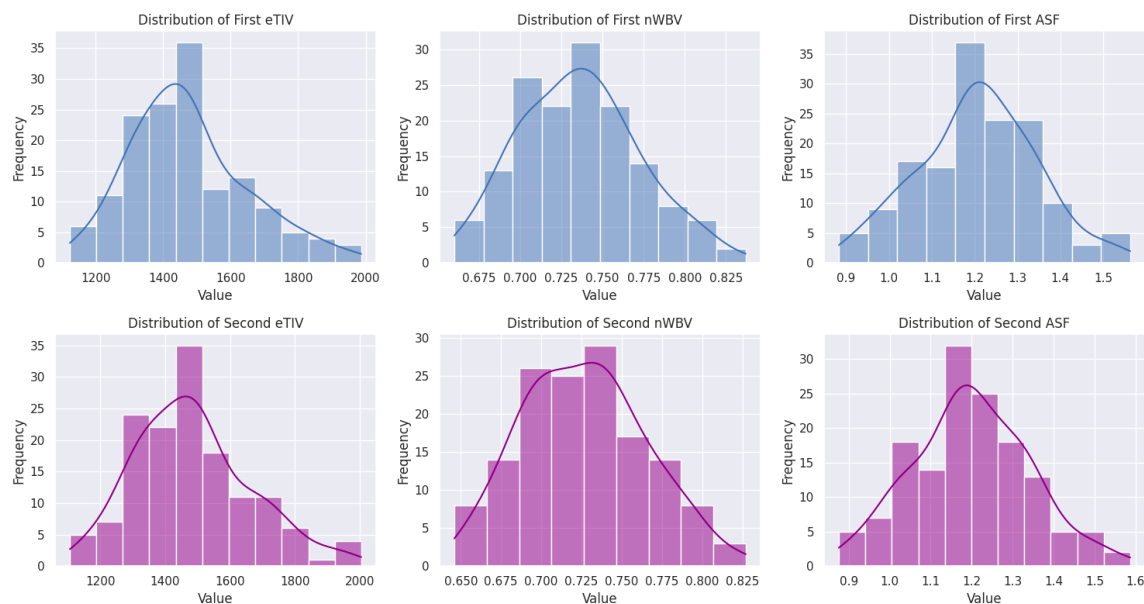 Distribution of First eTIV
35
30
25
20
15
10
5
0
Frequency
1200 1400 1600 1800 2000
Value
Distribution of First nWBV
30
25
20
15
10
5
0
Frequency
0.675 0.700 0.725 0.750 0.775 0.800 0.825
Value
Distribution of First ASF
35
30
25
20
15
10
5
0
Frequency
0.9 1.0 1.1 1.2 1.3 1.4 1.5
Value
Distribution of Second eTIV
35
30
25
20
15
10
5
0
Frequency
1200 1400 1600 1800 2000
Value
Distribution of Second nWBV
30
25
20
15
10
5
0
Frequency
0.650 0.675 0.700 0.725 0.750 0.775 0.800 0.825
Value
Distribution of Second ASF
30
25
20
15
10
5
0
Frequency
0.9 1.0 1.1 1.2 1.3 1.4 1.5 1.6
Value